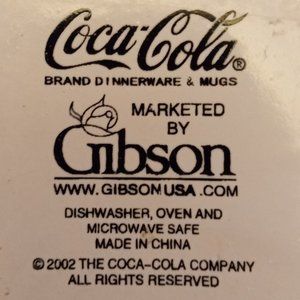 Coca-Cola®
BRAND DINNERWARE & MUGS
MARKETED
BY
Gibson
WWW.GIBSONUSA.COM
DISHWASHER, OVEN AND
MICROWAVE SAFE
MADE IN CHINA
© 2002 THE COCA-COLA COMPANY
ALL RIGHTS RESERVED